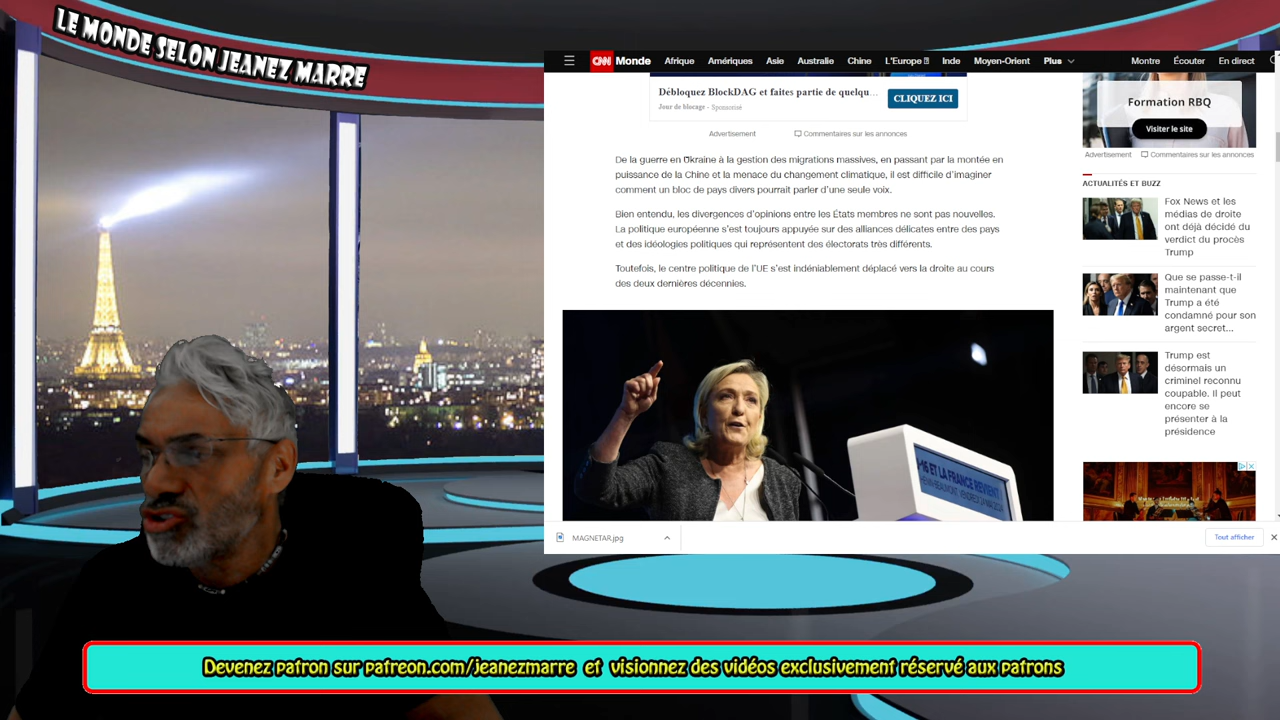 LE MONDE SELON JEANEZ MARRE
CNN Monde Afrique Amériques Asie Australie Chine L'Europe Inde Moyen-Orient Plus Montre Écouter En direct
Débloquez BlockDAG et faites partie de quelqu...
Jour de blocage - Sponsorisé
CLIQUEZ ICI
Advertisement
Commentaires sur les annonces
De la guerre en Ukraine à la gestion des migrations massives, en passant par la montée en
puissance de la Chine et la menace du changement climatique, il est difficile d'imaginer
comment un bloc de pays divers pourrait parler d'une seule voix.
Bien entendu, les divergences d'opinions entre les États membres ne sont pas nouvelles.
La politique européenne s'est toujours appuyée sur des alliances délicates entre des pays
et des idéologies politiques qui représentent des électorats très différents.
Toutefois, le centre politique de l'UE s'est indéniablement déplacé vers la droite au cours
des deux dernières décennies.
ET LA FRANCE REVIENT !
Formation RBQ
Visiter le site
Advertisement
Commentaires sur les annonces
ACTUALITÉS ET BUZZ
Fox News et les
médias de droite
ont déjà décidé du
verdict du procès
Trump
Que se passe-t-il
maintenant que
Trump a été
condamné pour son
argent secret...
Trump est
désormais un
criminel reconnu
coupable. Il peut
encore se
présenter à la
présidence
MAGNETAR.jpg
Tout afficher
Devenez patron sur patreon.com/jeanezmarre et visionnez des vidéos exclusivement réservé aux patrons